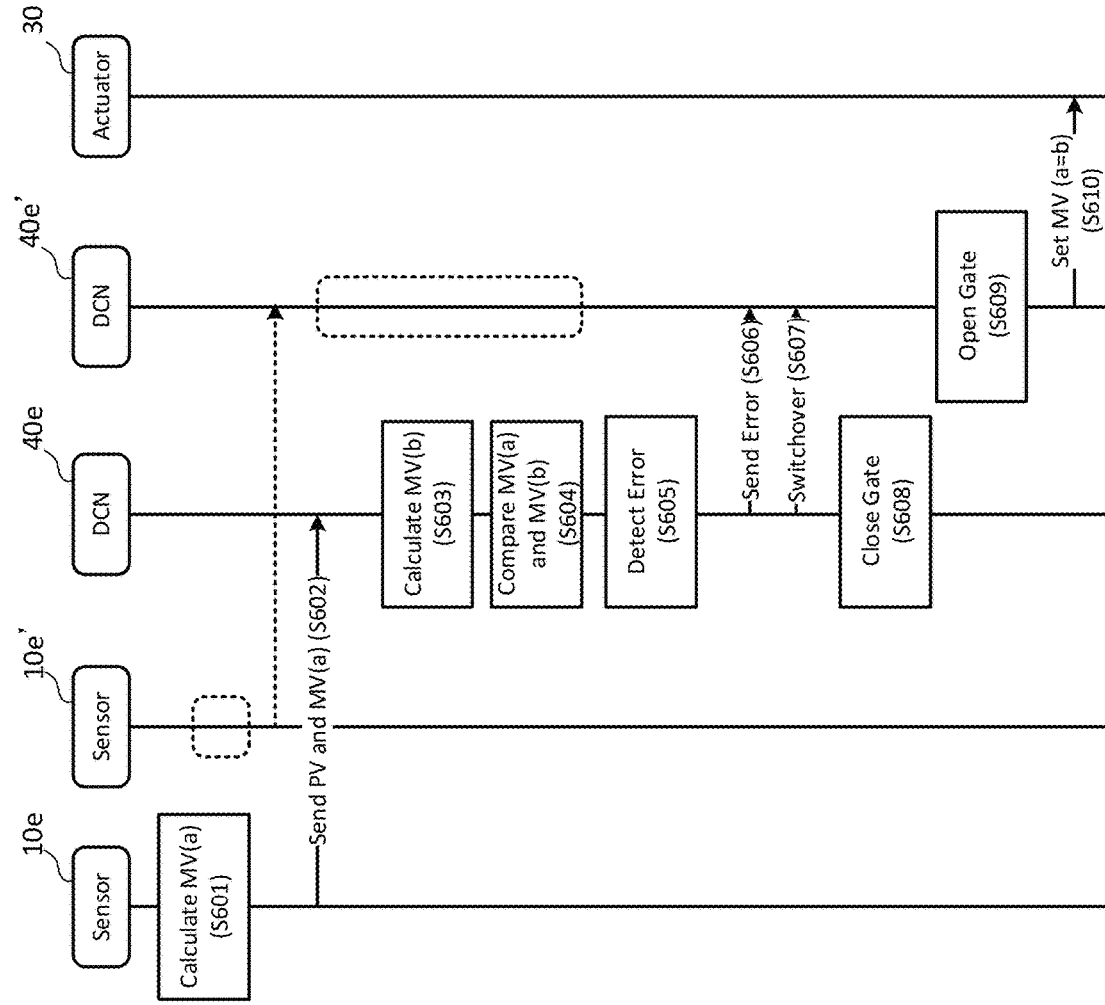 10e
10e'
40e
40e'
30
Sensor
Sensor
DCN
DCN
Actuator
Calculate MV(a)
(S601)
Send PV and MV(a) (S602)
Calculate MV(b)
(S603)
Compare MV(a)
and MV(b)
(S604)
Detect Error
(S605)
Send Error (S606)
Switchover (S607)
Close Gate
(S608)
Open Gate
(S609)
Set MV (a=b)
(S610)